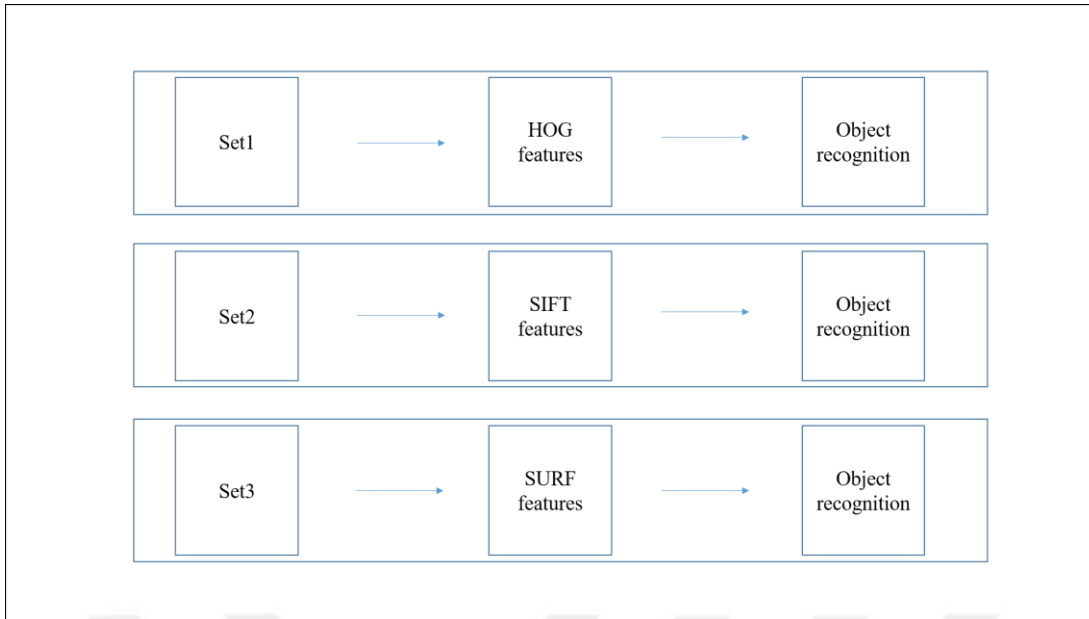 Set1
HOG
features
Object
recognition
Set2
SIFT
features
Object
recognition
Set3
SURF
features
Object
recognition